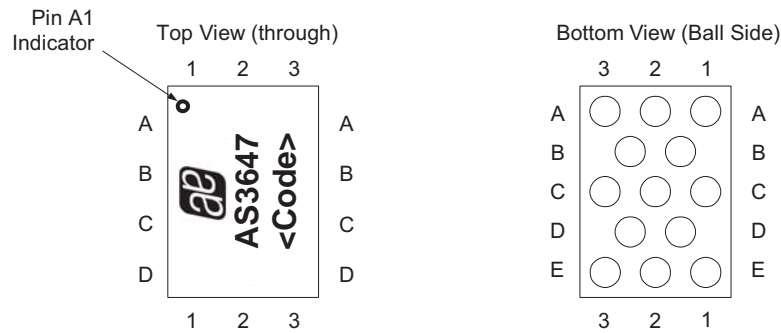 Pin A1
Indicator
Top View (through)
1 2 3
A A
B B
C C
D D
1 2 3
AS3647
<Code>
Bottom View (Ball Side)
3 2 1
A A
B B
C C
D D
E E
3 2 1